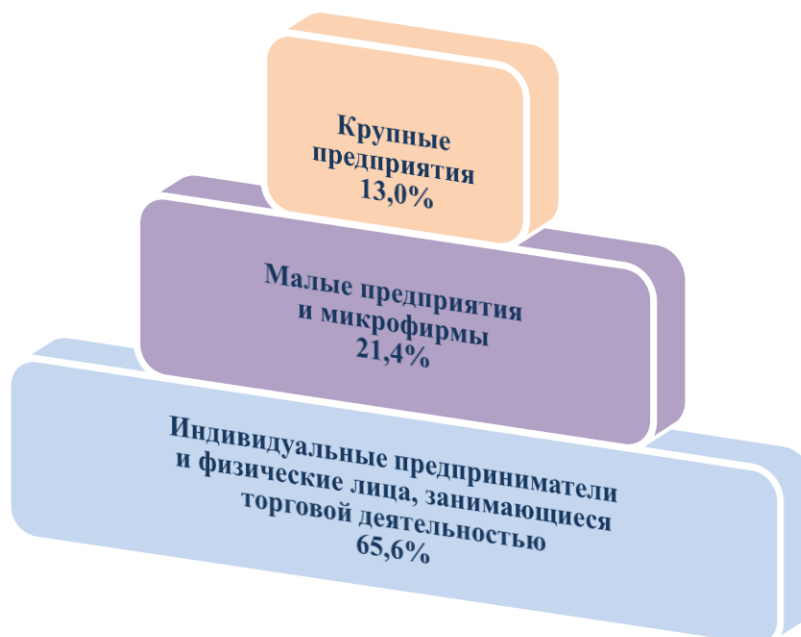 Крупные
предприятия
13,0%
Малые предприятия
и микрофирмы
21,4%
Индивидуальные предприниматели
и физические лица, занимающиеся
торговой деятельностью
65,6%